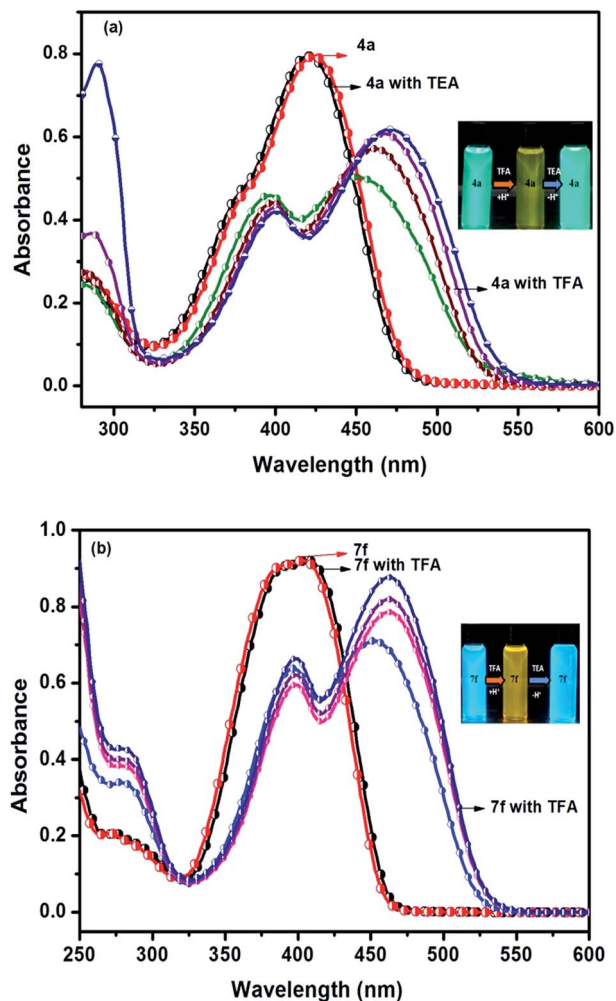 (a)
4a
4a with TEA
4a TFA +H⁺ 4a TEA -H⁺ 4a
4a with TFA
Absorbance
0.8
0.6
0.4
0.2
0.0
300 350 400 450 500 550 600
Wavelength (nm)
(b)
7f
7f with TFA
7f TFA +H⁺ 7f TEA -H⁺ 7f
7f with TFA
Absorbance
1.0
0.8
0.6
0.4
0.2
0.0
250 300 350 400 450 500 550 600
Wavelength (nm)